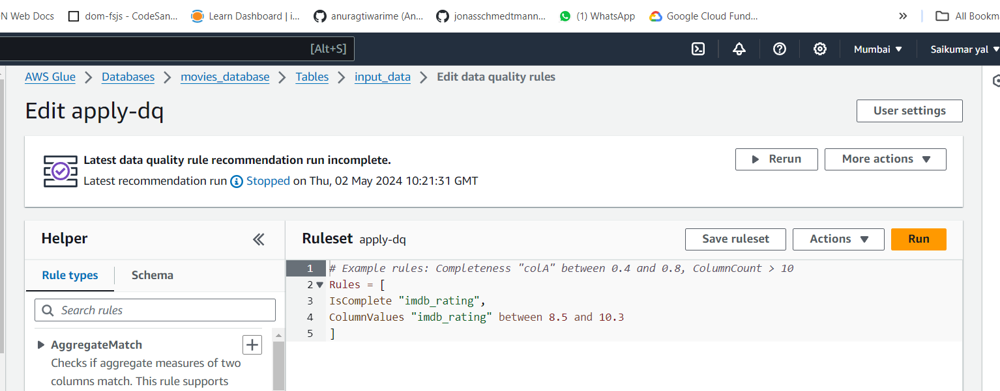 N Web Docs dom-fsjs - CodeSan... Learn Dashboard | i... anuragtiwarime (An... jonasschmedtmann... (1) WhatsApp Google Cloud Fund... » All Bookm
[Alt+S] Mumbai ▼ Saikumar yal ▼
AWS Glue > Databases > movies_database > Tables > input_data > Edit data quality rules
Edit apply-dq User settings
Latest data quality rule recommendation run incomplete. Rerun More actions ▼
Latest recommendation run Stopped on Thu, 02 May 2024 10:21:31 GMT
Helper Ruleset apply-dq Save ruleset Actions ▼ Run
Rule types Schema
Search rules
AggregateMatch
Checks if aggregate measures of two
columns match. This rule supports
1 # Example rules: Completeness "colA" between 0.4 and 0.8, ColumnCount > 10
2 Rules = [
3 IsComplete "imdb_rating",
4 ColumnValues "imdb_rating" between 8.5 and 10.3
5 ]